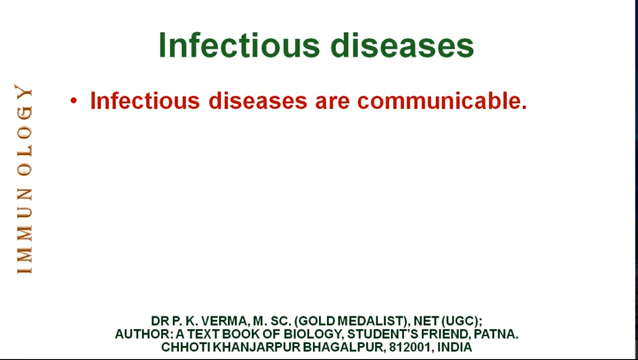 Infectious diseases
• Infectious diseases are communicable.
IMMUNOLOGY
DR P. K. VERMA, M. SC. (GOLD MEDALIST), NET (UGC);
AUTHOR: A TEXT BOOK OF BIOLOGY, STUDENT'S FRIEND, PATNA.
CHHOTI KHANJARPUR BHAGALPUR, 812001, INDIA